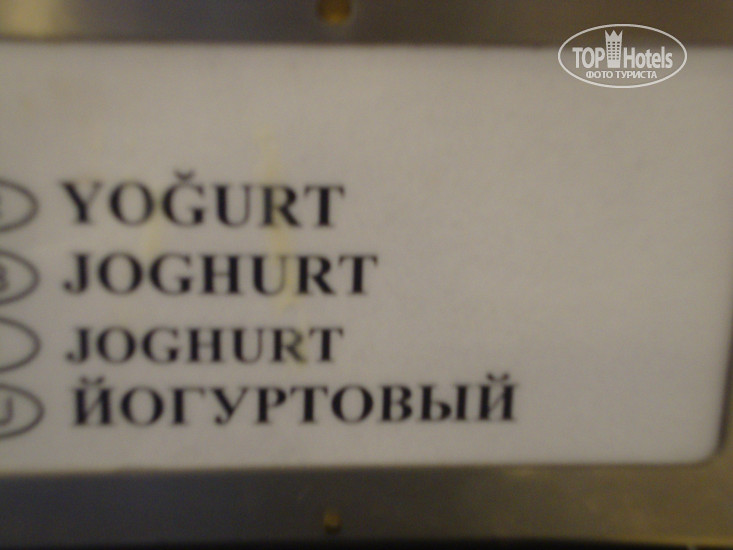 TOP Hotels
ФОТО ТУРИСТА
YOĞURT
B JOGHURT
JOGHURT
U ЙОГУРТОВЫЙ